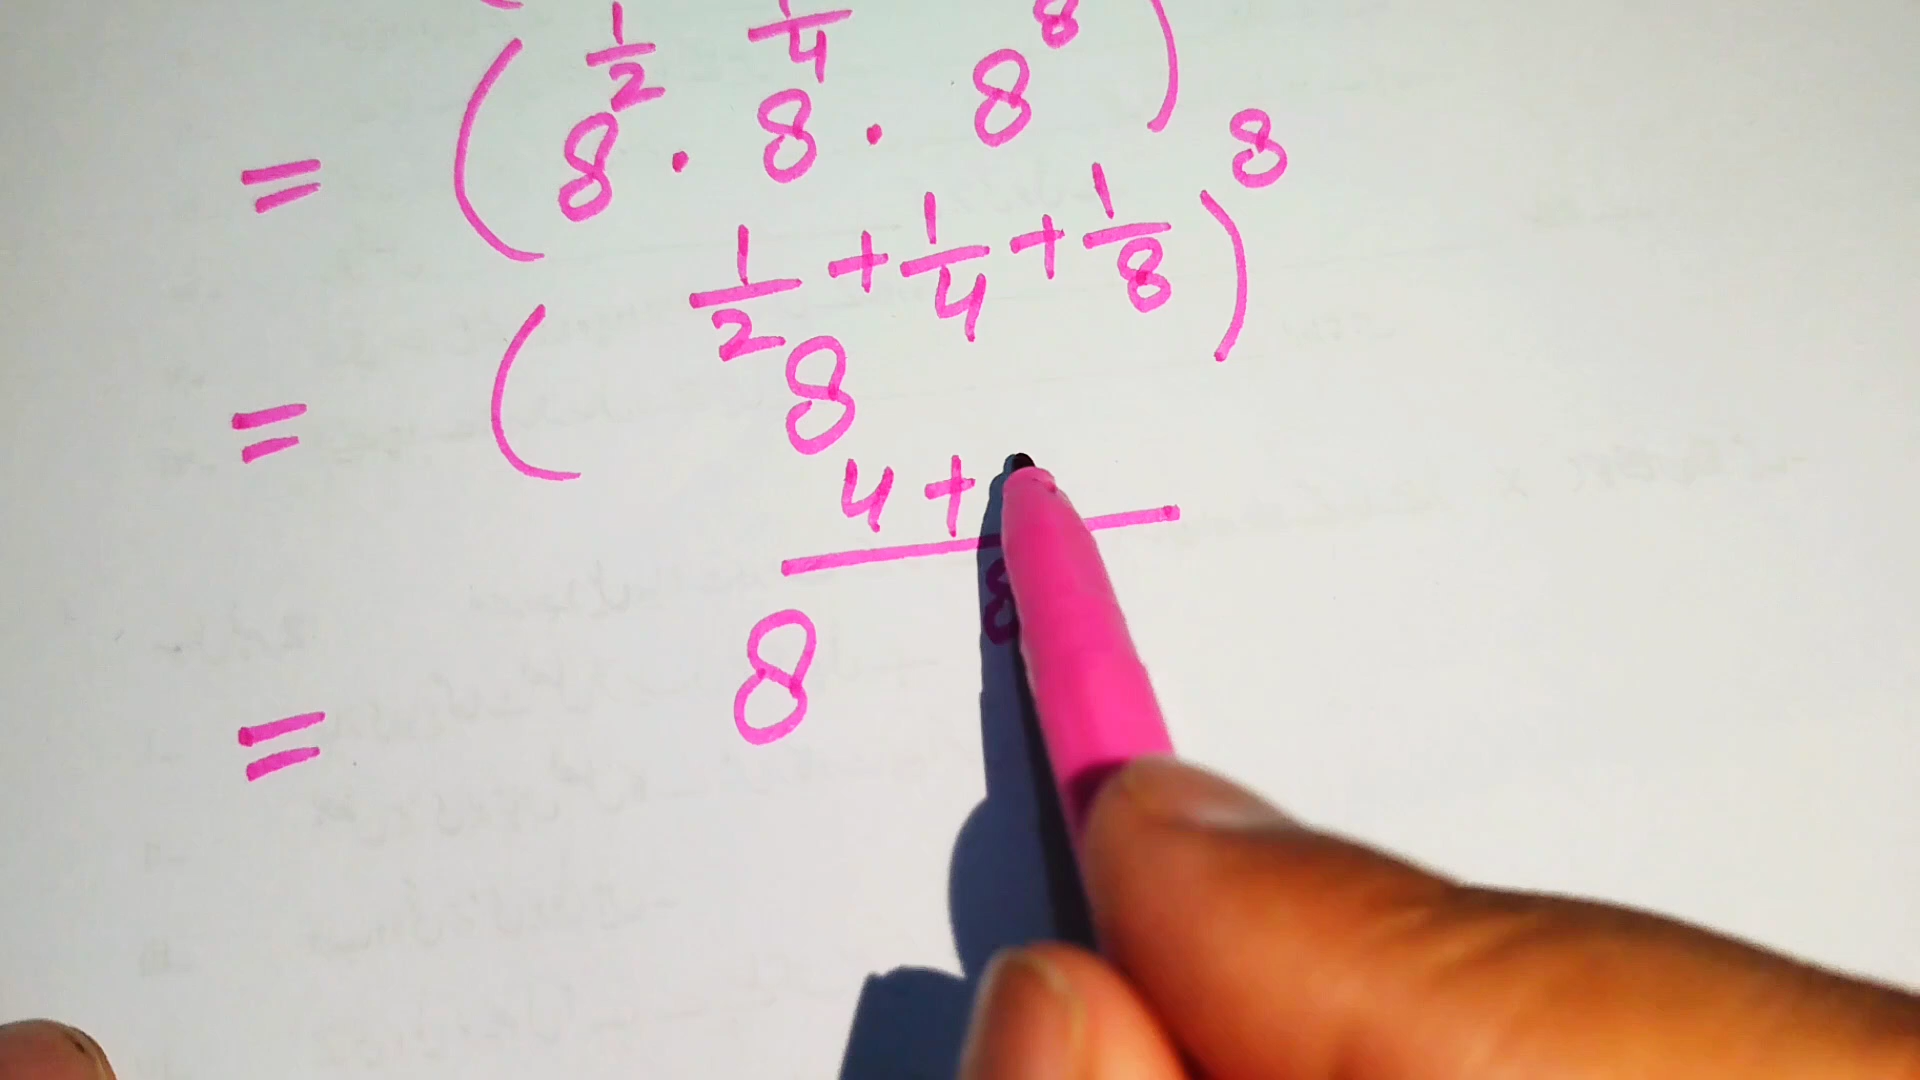 = (8^(1/2) · 8^(1/4) · 8^(1/8))
= (8^(1/2 + 1/4 + 1/8))^8
= 8^((4 +)/8)